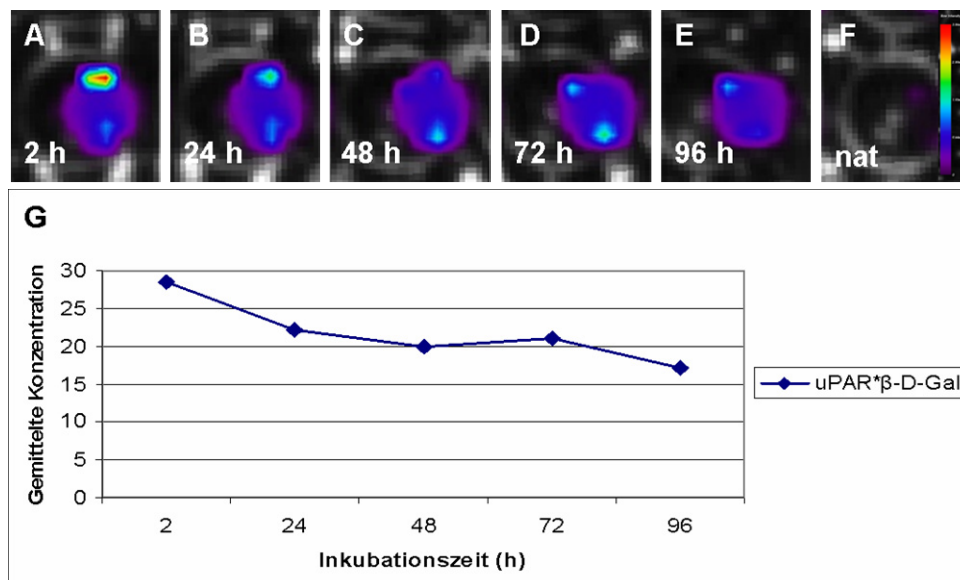 A
B
C
D
E
F
2 h
24 h
48 h
72 h
96 h
nat
G
Gemittelte Konzentration
30
25
20
15
10
5
0
2
24
48
72
96
Inkubationszeit (h)
uPAR*β-D-Gal